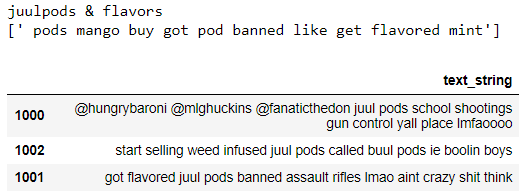 juulpods & flavors
[' pods mango buy got pod banned like get flavored mint']
text_string
1000 @hungrybaroni @mlghuckins @fanaticthedon juul pods school shootings
gun control yall place lmfaoooo
1002 start selling weed infused juul pods called buul pods ie boolin boys
1001 got flavored juul pods banned assault rifles lmao aint crazy shit think